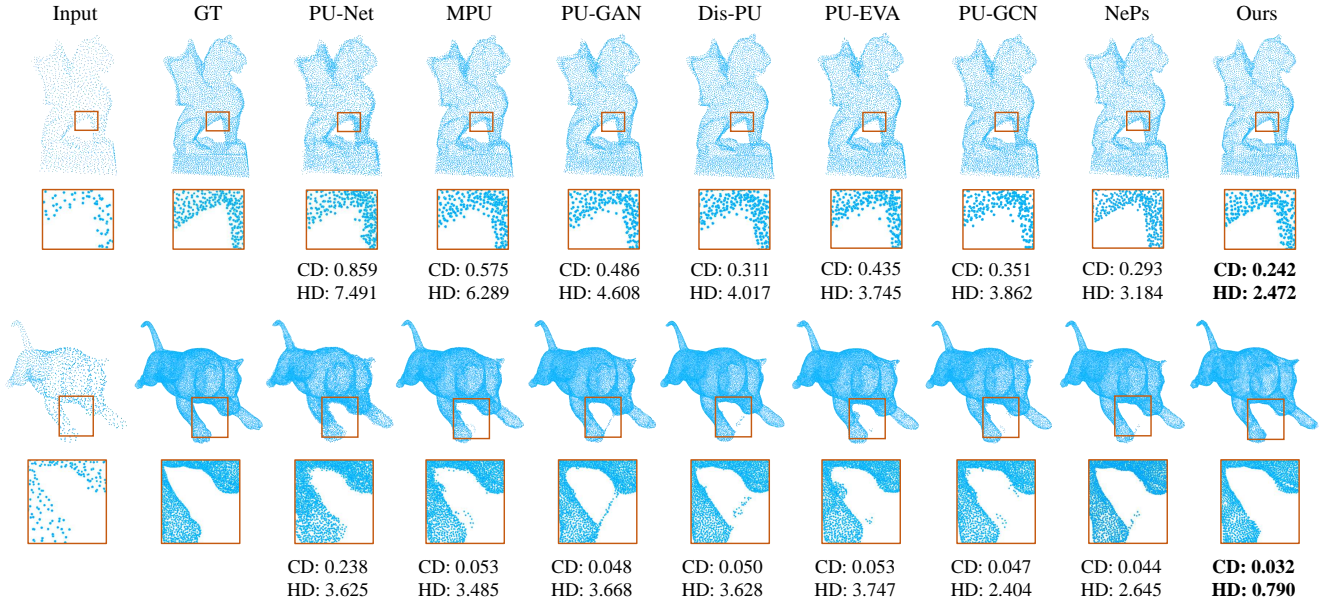 Input GT PU-Net MPU PU-GAN Dis-PU PU-EVA PU-GCN NePs Ours
CD: 0.859 CD: 0.575 CD: 0.486 CD: 0.311 CD: 0.435 CD: 0.351 CD: 0.293 CD: 0.242
HD: 7.491 HD: 6.289 HD: 4.608 HD: 4.017 HD: 3.745 HD: 3.862 HD: 3.184 HD: 2.472
CD: 0.238 CD: 0.053 CD: 0.048 CD: 0.050 CD: 0.053 CD: 0.047 CD: 0.044 CD: 0.032
HD: 3.625 HD: 3.485 HD: 3.668 HD: 3.628 HD: 3.747 HD: 2.404 HD: 2.645 HD: 0.790